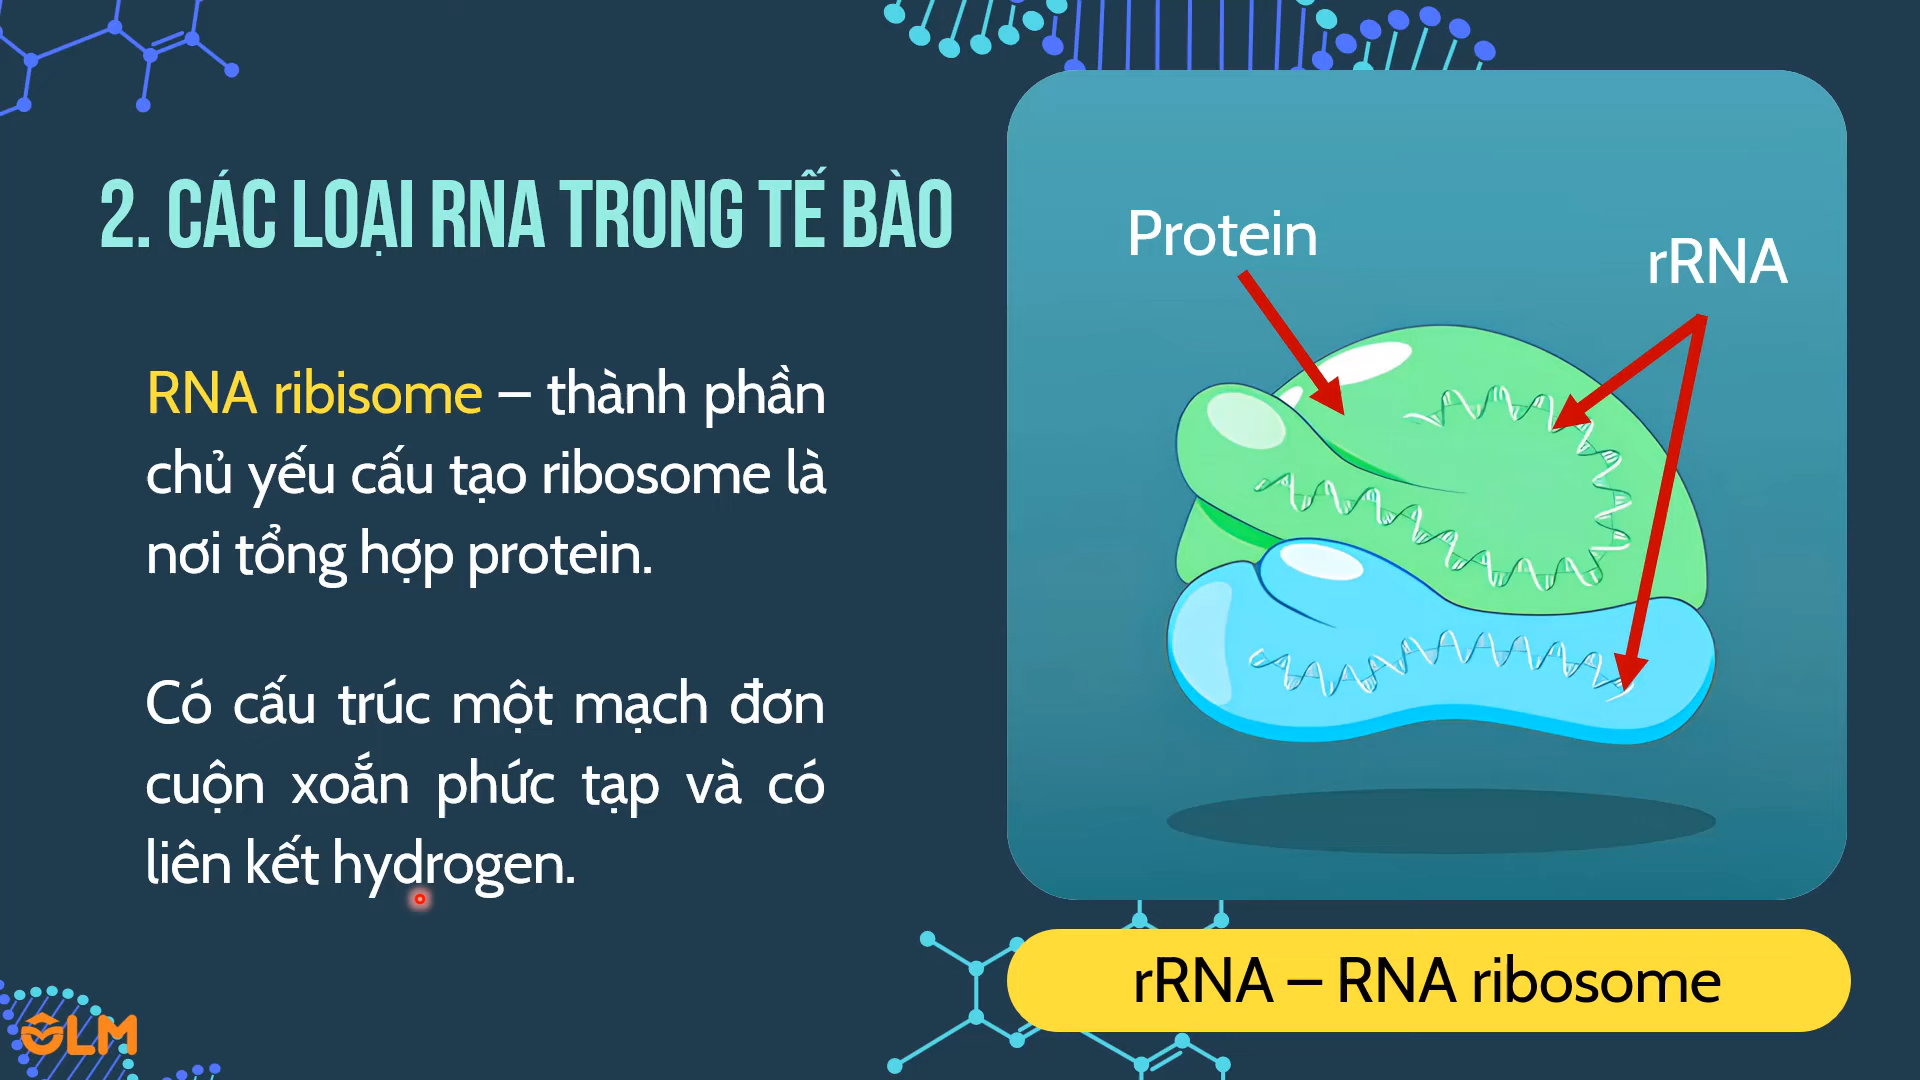 2. CÁC LOẠI RNA TRONG TẾ BÀO
RNA ribisome – thành phần
chủ yếu cấu tạo ribosome là
nơi tổng hợp protein.
Có cấu trúc một mạch đơn
cuộn xoắn phức tạp và có
liên kết hydrogen.
Protein
rRNA
rRNA – RNA ribosome
OLM